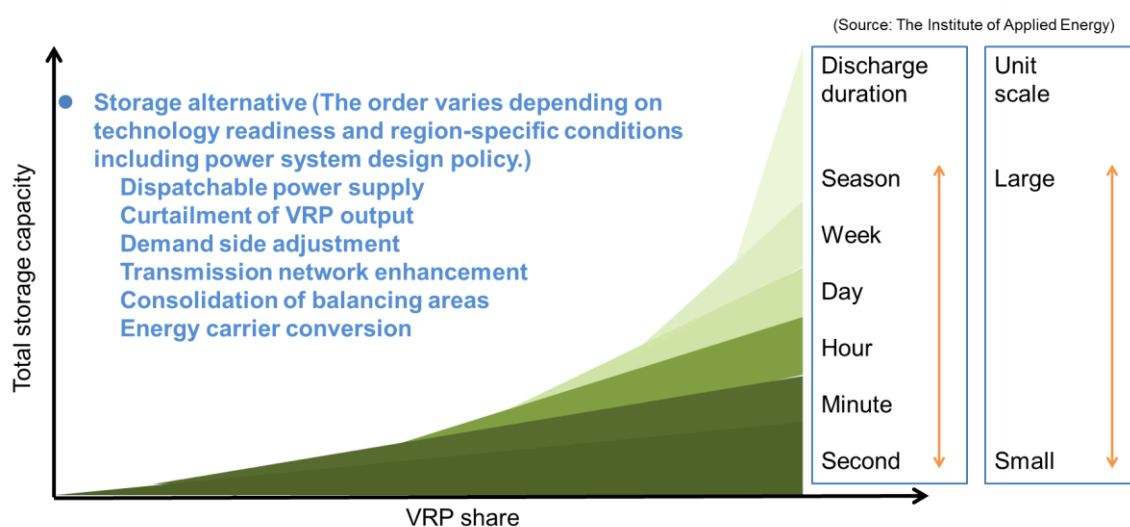 (Source: The Institute of Applied Energy)
Total storage capacity
● Storage alternative (The order varies depending on
technology readiness and region-specific conditions
including power system design policy.)
Dispatchable power supply
Curtailment of VRP output
Demand side adjustment
Transmission network enhancement
Consolidation of balancing areas
Energy carrier conversion
Discharge
duration
Season
Week
Day
Hour
Minute
Second
Unit
scale
Large
Small
VRP share